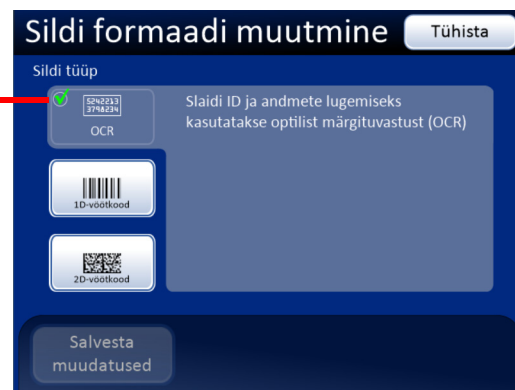 Sildi formaadi muutmine
Tühista
Sildi tüüp
5242213
3798234
OCR
Slaidi ID ja andmete lugemiseks
kasutatakse optilist märgituvastust (OCR)
1D-vöötkood
2D-vöötkood
Salvesta
muudatused